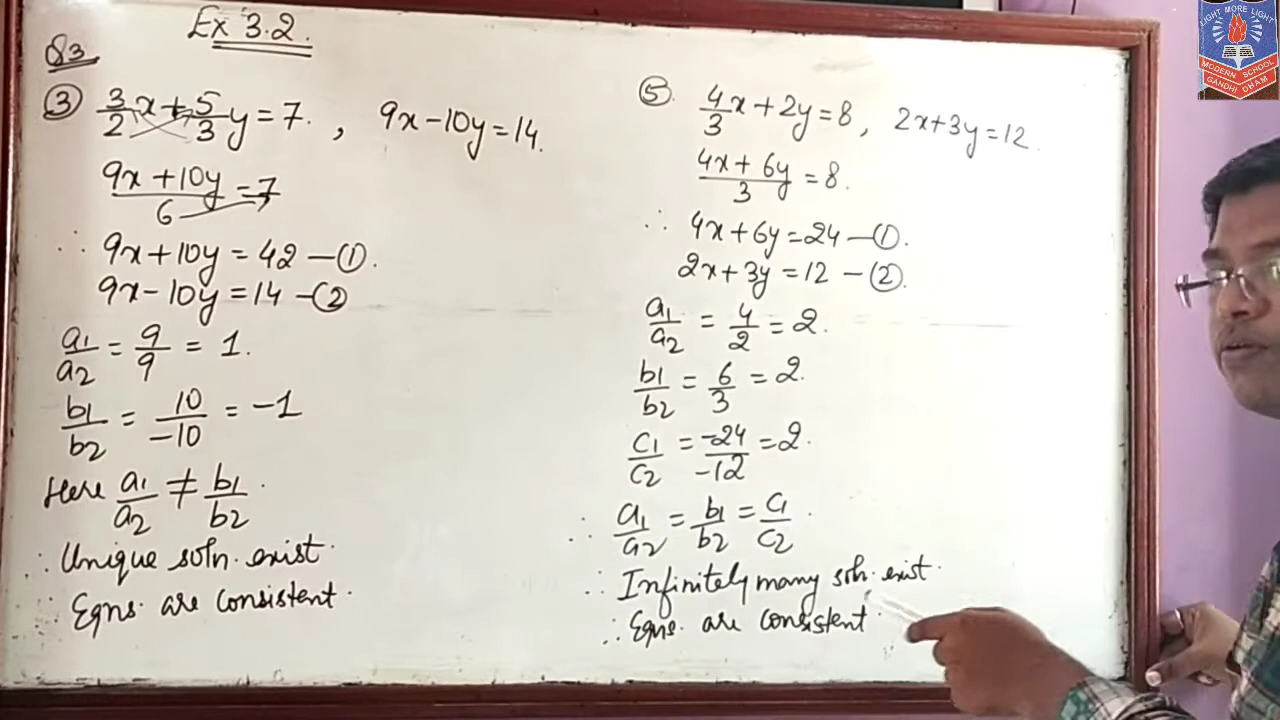 Ex 3.2.
Q3
③ 3/2 x + 5/3 y = 7. , 9x - 10y = 14.
9x + 10y / 6 = 7
∴ 9x + 10y = 42 — ①.
9x - 10y = 14 — ②
a1/a2 = 9/9 = 1.
b1/b2 = 10/-10 = -1
Here a1/a2 ≠ b1/b2.
∴ Unique soln. exist.
∴ Eqns. are consistent.
⑤. 4/3 x + 2y = 8, 2x + 3y = 12.
4x + 6y / 3 = 8.
∴ 4x + 6y = 24 — ①.
2x + 3y = 12 — ②.
a1/a2 = 4/2 = 2.
b1/b2 = 6/3 = 2.
c1/c2 = -24/-12 = 2.
∴ a1/a2 = b1/b2 = c1/c2.
∴ Infinitely many soln. exist.
∴ Eqns. are consistent.
LIGHT MORE LIGHT
MODERN SCHOOL
GANDHI DHAM